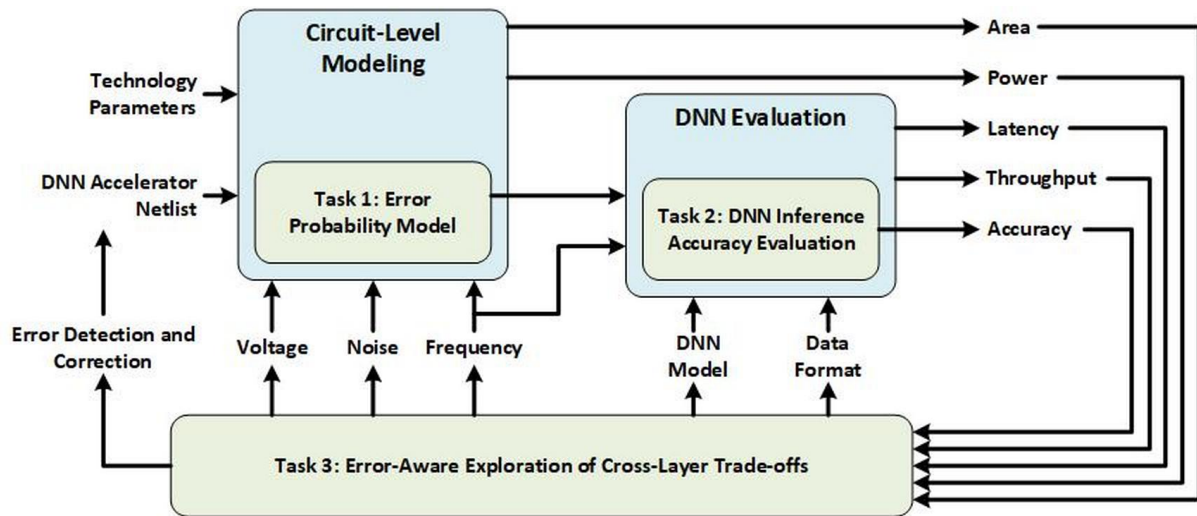 Circuit-Level
Modeling
Area
Power
Technology
Parameters
DNN Evaluation
Latency
DNN Accelerator
Netlist
Task 1: Error
Probability Model
Throughput
Task 2: DNN Inference
Accuracy Evaluation
Accuracy
Error Detection and
Correction
Voltage
Noise
Frequency
DNN
Model
Data
Format
Task 3: Error-Aware Exploration of Cross-Layer Trade-offs